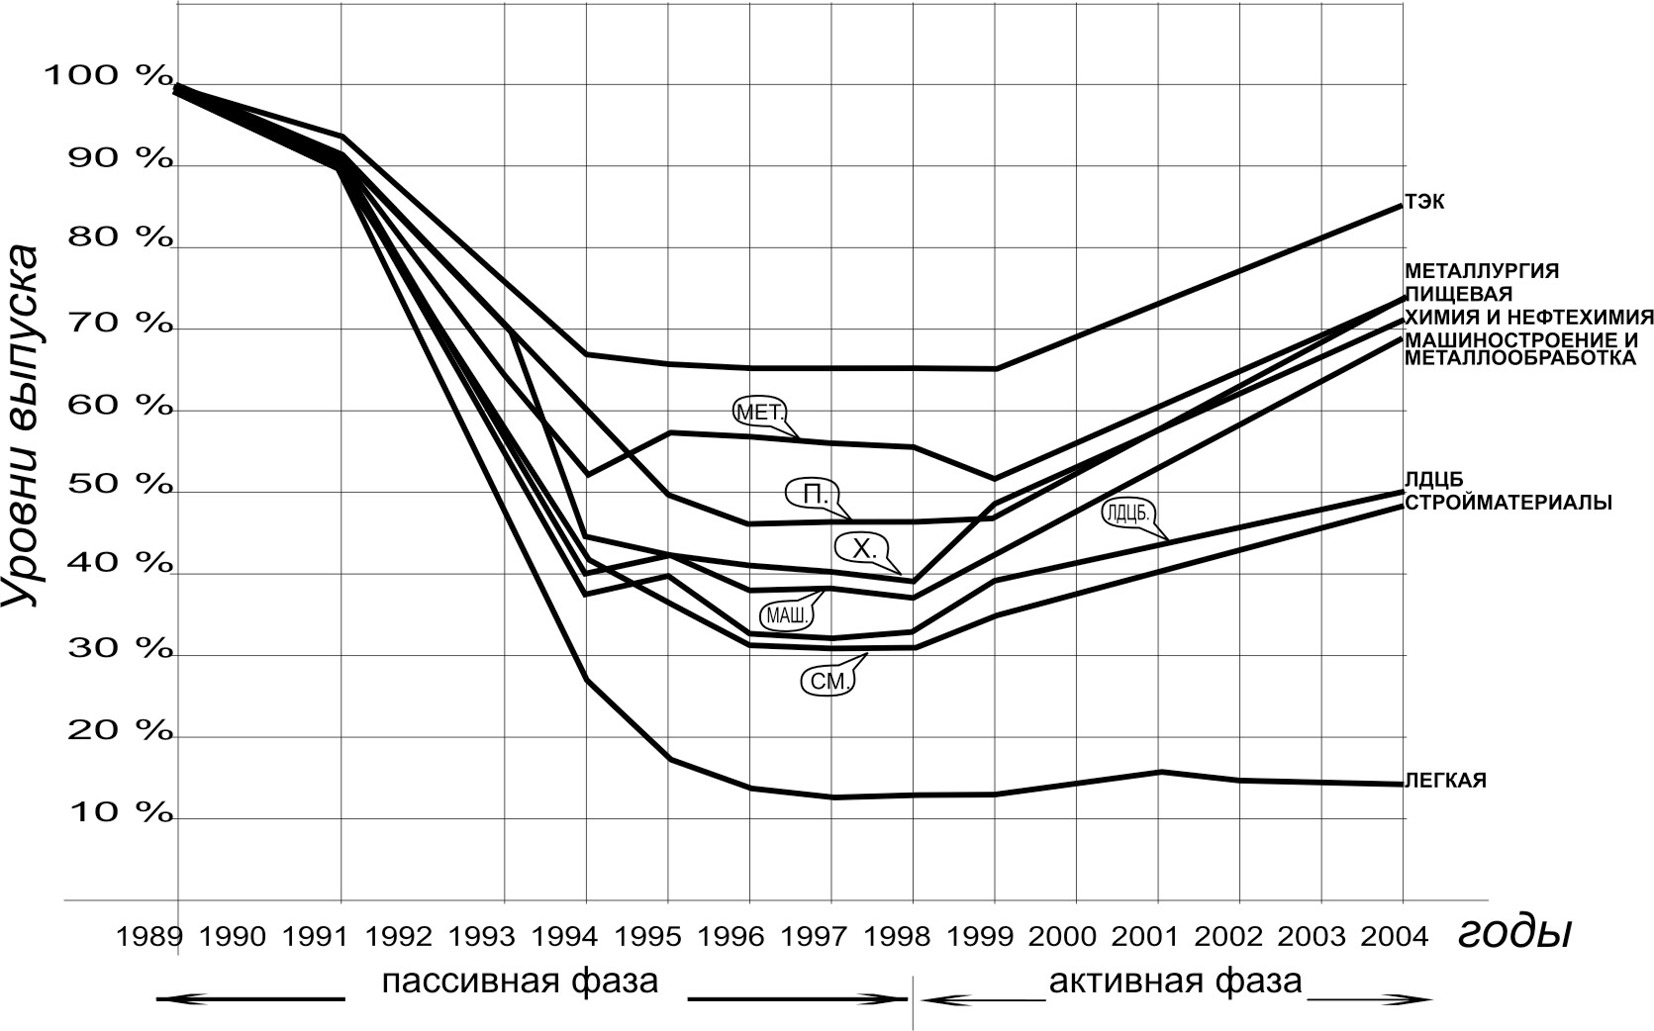 Уровни выпуска
100 %
90 %
80 %
70 %
60 %
50 %
40 %
30 %
20 %
10 %
МЕТ.
П.
Х.
МАШ.
СМ.
ЛДЦБ.
ТЭК
МЕТАЛЛУРГИЯ
ПИЩЕВАЯ
ХИМИЯ И НЕФТЕХИМИЯ
МАШИНОСТРОЕНИЕ И
МЕТАЛЛООБРАБОТКА
ЛДЦБ
СТРОЙМАТЕРИАЛЫ
ЛЕГКАЯ
1989 1990 1991 1992 1993 1994 1995 1996 1997 1998 1999 2000 2001 2002 2003 2004 годы
пассивная фаза активная фаза